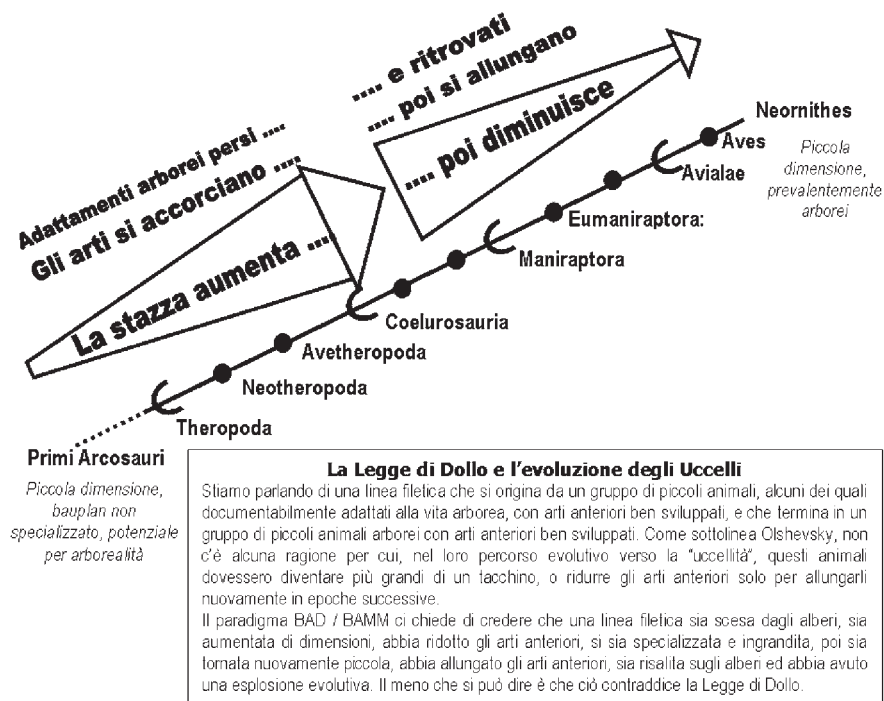 .... e ritrovati
.... poi si allungano
.... poi diminuisce
Adattamenti arborei persi ....
Gli arti si accorciano ....
La stazza aumenta ....
Neornithes
Piccola
dimensione,
prevalentemente
arborei
Aves
Avialae
Eumaniraptora:
Maniraptora
Coelurosauria
Avetheropoda
Neotheropoda
Theropoda
Primi Arcosauri
Piccola dimensione,
bauplan non
specializzato, potenziale
per arborealità
La Legge di Dollo e l'evoluzione degli Uccelli
Stiamo parlando di una linea filetica che si origina da un gruppo di piccoli animali, alcuni dei quali
documentabilmente adattati alla vita arborea, con arti anteriori ben sviluppati, e che termina in un
gruppo di piccoli animali arborei con arti anteriori ben sviluppati. Come sottolinea Olshevsky, non
c'è alcuna ragione per cui, nel loro percorso evolutivo verso la "uccellità", questi animali
dovessero diventare più grandi di un tacchino, o ridurre gli arti anteriori solo per allungarli
nuovamente in epoche successive.
Il paradigma BAD / BAMM ci chiede di credere che una linea filetica sia scesa dagli alberi, sia
aumentata di dimensioni, abbia ridotto gli arti anteriori, si sia specializzata e ingrandita, poi sia
tornata nuovamente piccola, abbia allungato gli arti anteriori, sia risalita sugli alberi ed abbia avuto
una esplosione evolutiva. Il meno che si può dire è che ciò contraddice la Legge di Dollo.